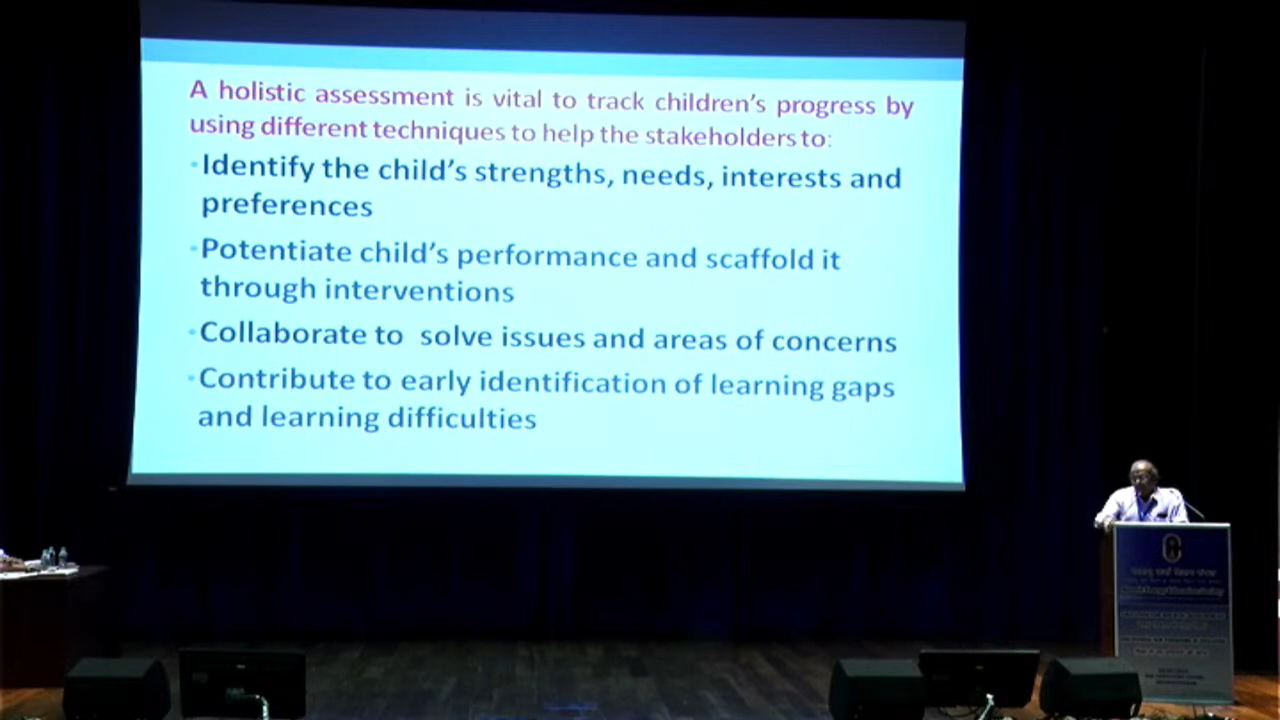 A holistic assessment is vital to track children's progress by
using different techniques to help the stakeholders to:
•Identify the child's strengths, needs, interests and
preferences
•Potentiate child's performance and scaffold it
through interventions
•Collaborate to  solve issues and areas of concerns
•Contribute to early identification of learning gaps
and learning difficulties